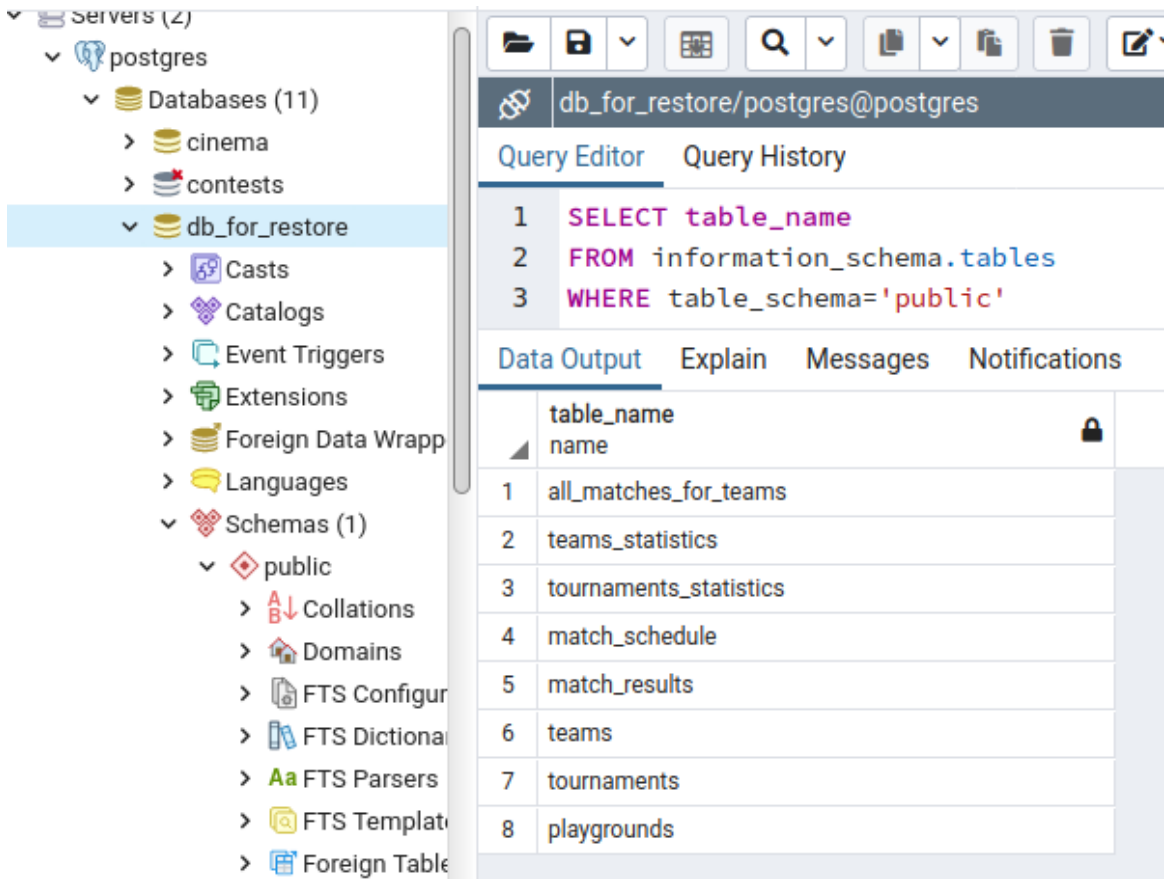 Servers (2)
postgres
Databases (11)
cinema
contests
db_for_restore
Casts
Catalogs
Event Triggers
Extensions
Foreign Data Wrapp
Languages
Schemas (1)
public
Collations
Domains
FTS Configur
FTS Dictiona
Aa FTS Parsers
FTS Templat
Foreign Table
db_for_restore/postgres@postgres
Query Editor Query History
1 SELECT table_name
2 FROM information_schema.tables
3 WHERE table_schema='public'
Data Output Explain Messages Notifications
table_name
name
1 all_matches_for_teams
2 teams_statistics
3 tournaments_statistics
4 match_schedule
5 match_results
6 teams
7 tournaments
8 playgrounds